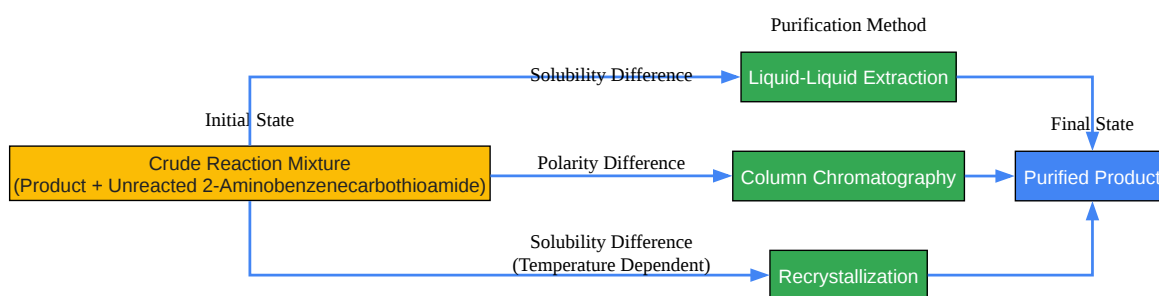 Purification Method
Solubility Difference
Liquid-Liquid Extraction
Initial State
Final State
Crude Reaction Mixture
(Product + Unreacted 2-Aminobenzenecarbothioamide)
Polarity Difference
Column Chromatography
Purified Product
Solubility Difference
(Temperature Dependent)
Recrystallization